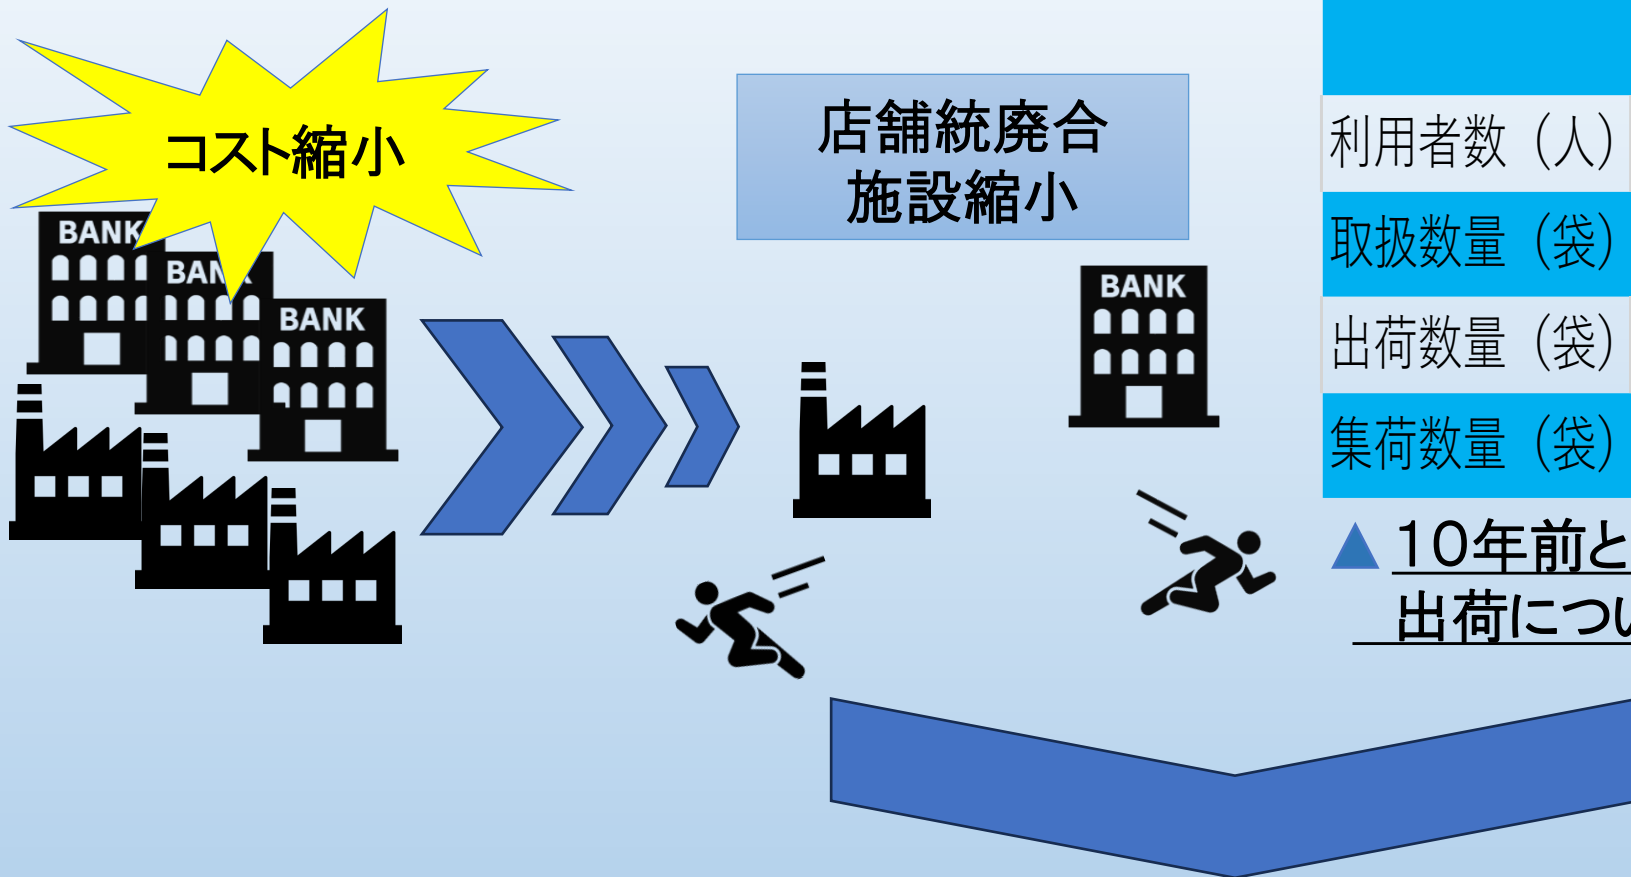 コスト縮小
店舗統廃合
施設縮小
BANK
BANK
BANK
BANK
利用者数（人）
取扱数量（袋）
出荷数量（袋）
集荷数量（袋）
▲ 10年前と
出荷につい